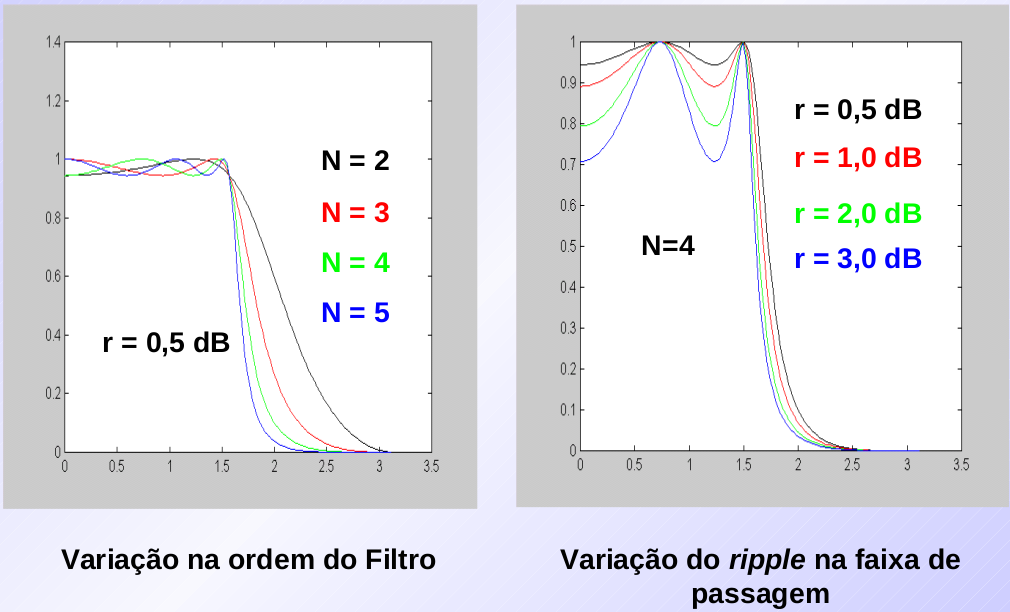 1.4
1.2
1
0.8
0.6
0.4
0.2
0
0 0.5 1 1.5 2 2.5 3 3.5
N = 2
N = 3
N = 4
N = 5
r = 0,5 dB
Variação na ordem do Filtro
1
0.9
0.8
0.7
0.6
0.5
0.4
0.3
0.2
0.1
0
0 0.5 1 1.5 2 2.5 3 3.5
r = 0,5 dB
r = 1,0 dB
r = 2,0 dB
r = 3,0 dB
N=4
Variação do ripple na faixa de
passagem